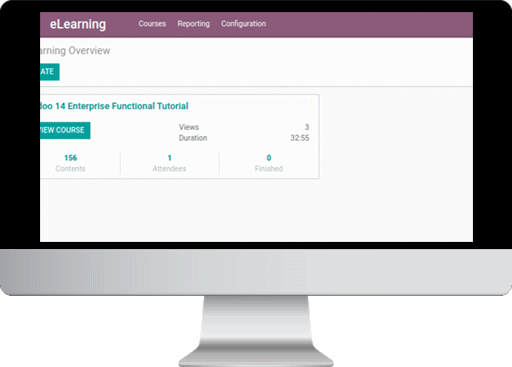 eLearning Courses Reporting Configuration
arning Overview
ATE
doo 14 Enterprise Functional Tutorial
VIEW COURSE
Views 3
Duration 32:55
156 1 0
Contents Attendees Finished